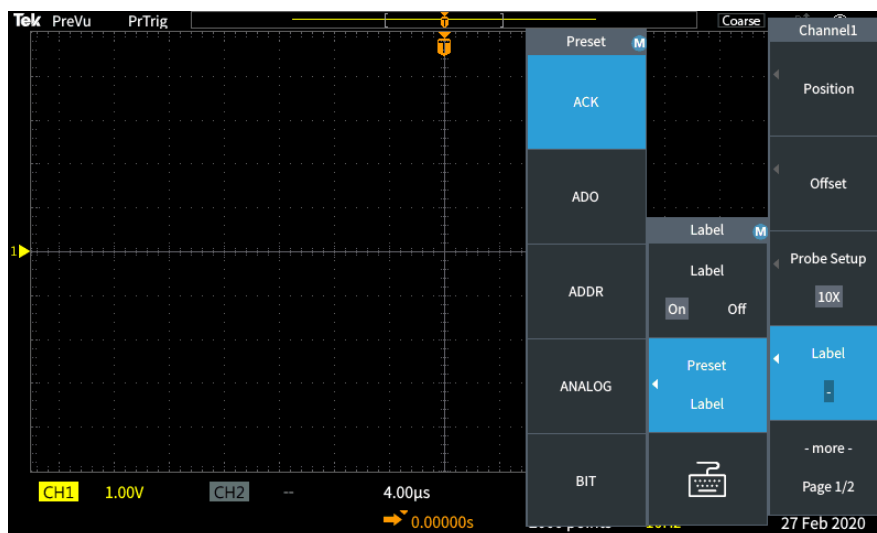 Tek PreVu PrTrig
[ T ]
Coarse
T
1
Preset M
ACK
ADO
ADDR
ANALOG
BIT
Label M
Label
On Off
Preset
Label
Channel1
Position
Offset
Probe Setup
10X
Label
-
- more -
Page 1/2
CH1 1.00V CH2 -- 4.00µs
0.00000s
27 Feb 2020